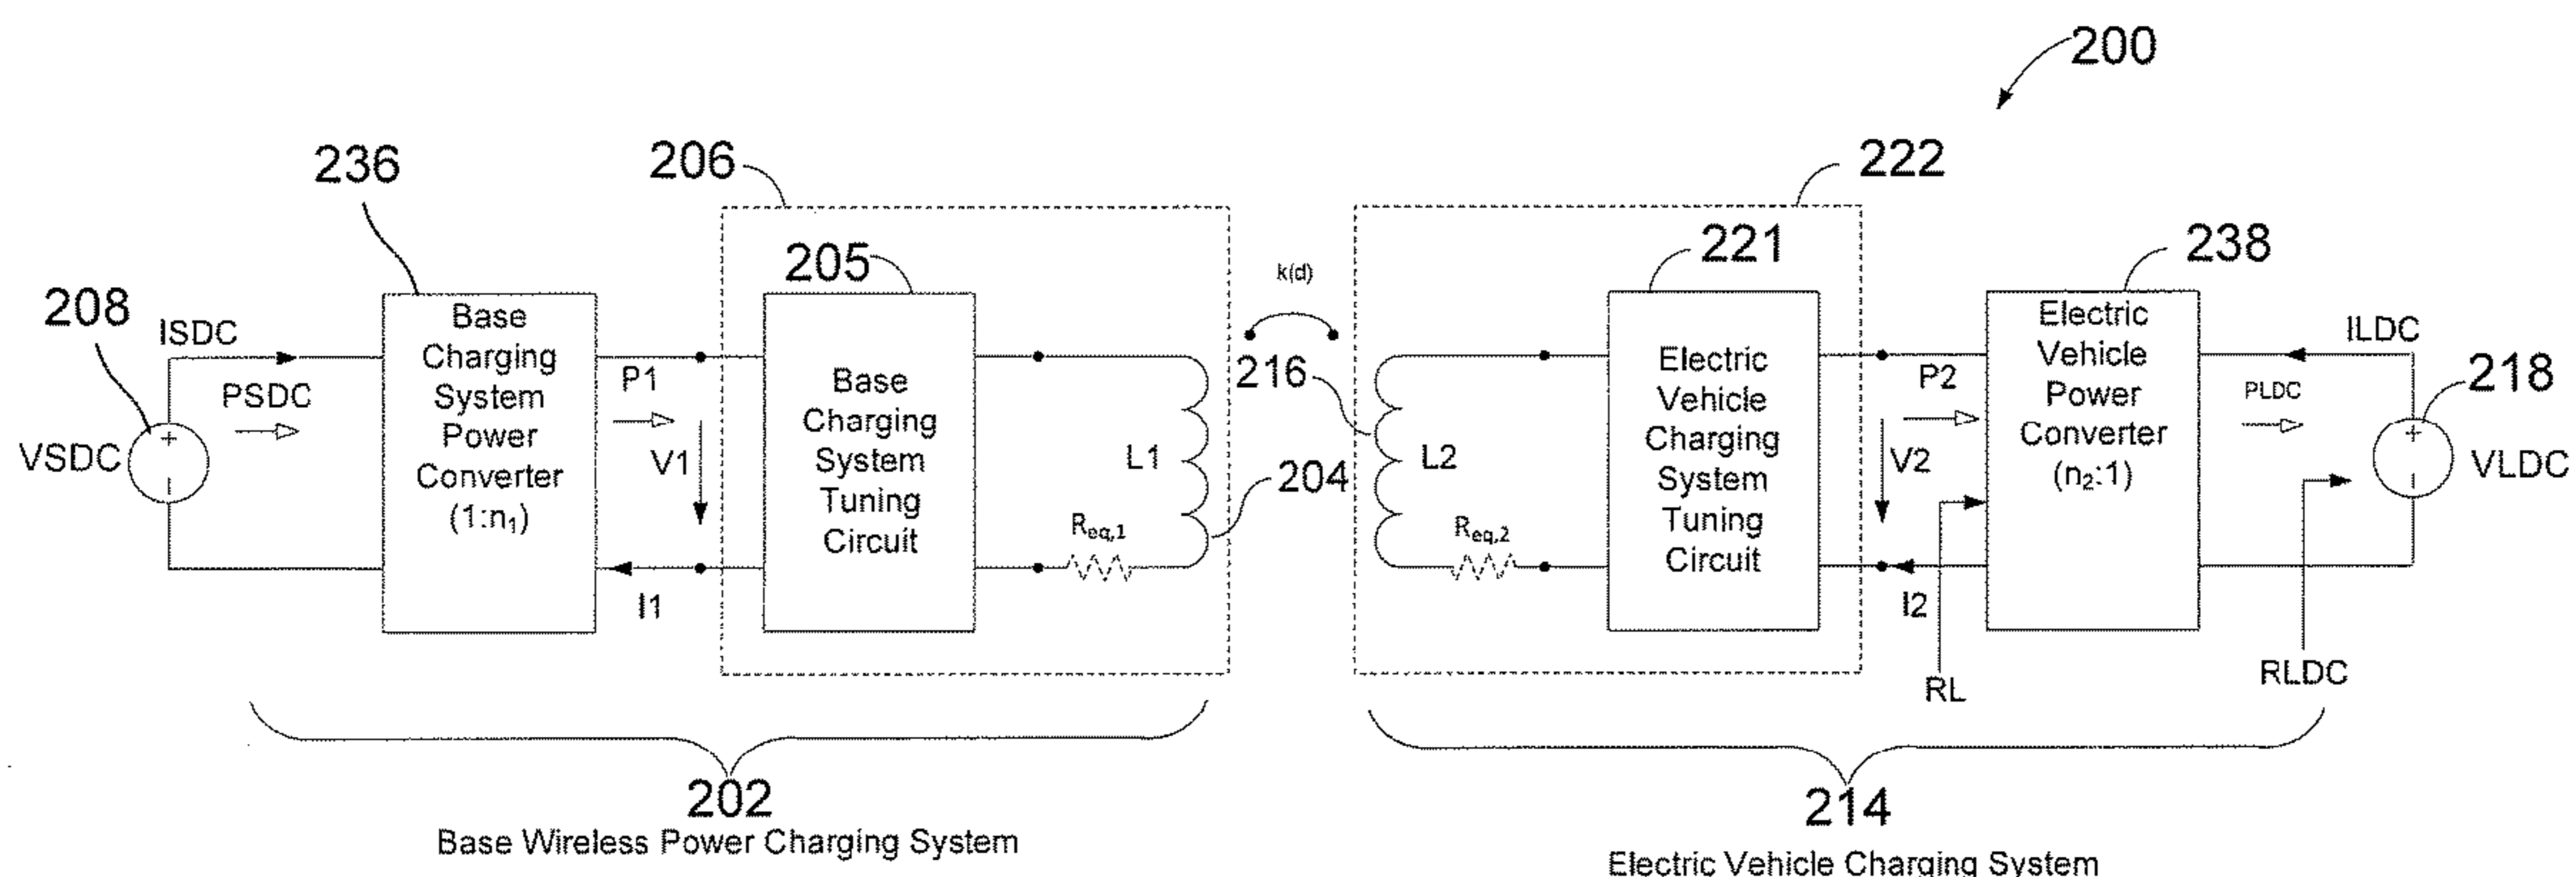 200
236
206
222
205
221
238
208
ISDC
PSDC
VSDC
+
-
Base
Charging
System
Power
Converter
(1:n₁)
P1
V1
I1
Base
Charging
System
Tuning
Circuit
L1
Req,1
204
k(d)
216
L2
Req,2
Electric
Vehicle
Charging
System
Tuning
Circuit
P2
V2
I2
RL
Electric
Vehicle
Power
Converter
(n₂:1)
ILDC
PLDC
218
+
-
VLDC
RLDC
202
Base Wireless Power Charging System
214
Electric Vehicle Charging System